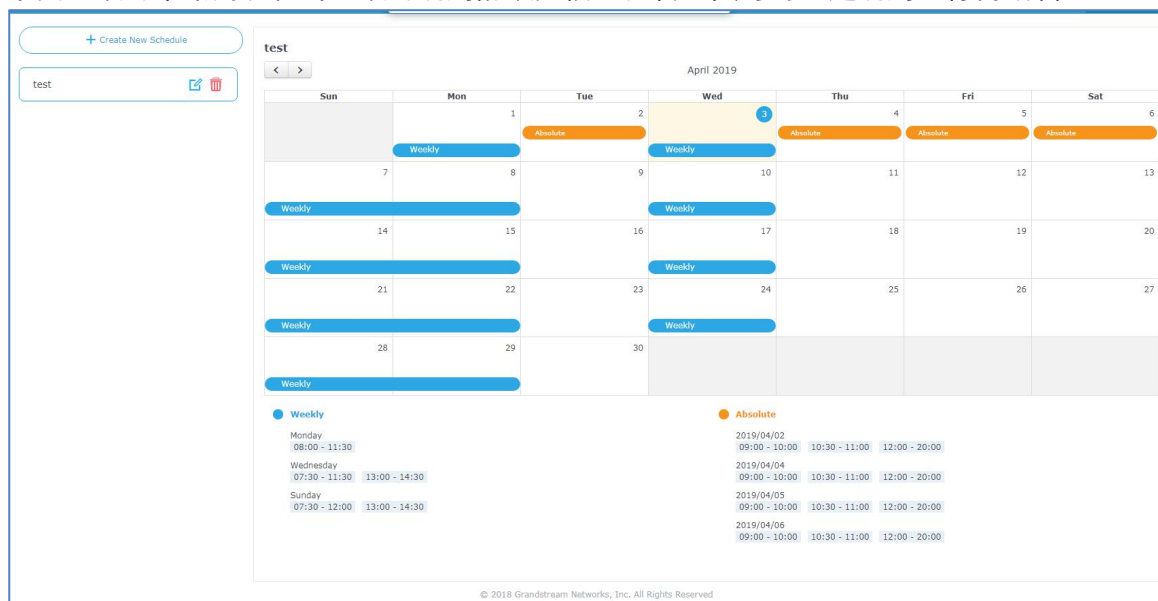 + Create New Schedule
test
test
< >
April 2019
Sun Mon Tue Wed Thu Fri Sat
1 2 3 4 5 6
Absolute Absolute Absolute Absolute
Weekly Weekly
7 8 9 10 11 12 13
Weekly Weekly
14 15 16 17 18 19 20
Weekly Weekly
21 22 23 24 25 26 27
Weekly Weekly
28 29 30
Weekly
Weekly
Monday
08:00 - 11:30
Wednesday
07:30 - 11:30 13:00 - 14:30
Sunday
07:30 - 12:00 13:00 - 14:30
Absolute
2019/04/02
09:00 - 10:00 10:30 - 11:00 12:00 - 20:00
2019/04/04
09:00 - 10:00 10:30 - 11:00 12:00 - 20:00
2019/04/05
09:00 - 10:00 10:30 - 11:00 12:00 - 20:00
2019/04/06
09:00 - 10:00 10:30 - 11:00 12:00 - 20:00
© 2018 Grandstream Networks, Inc. All Rights Reserved